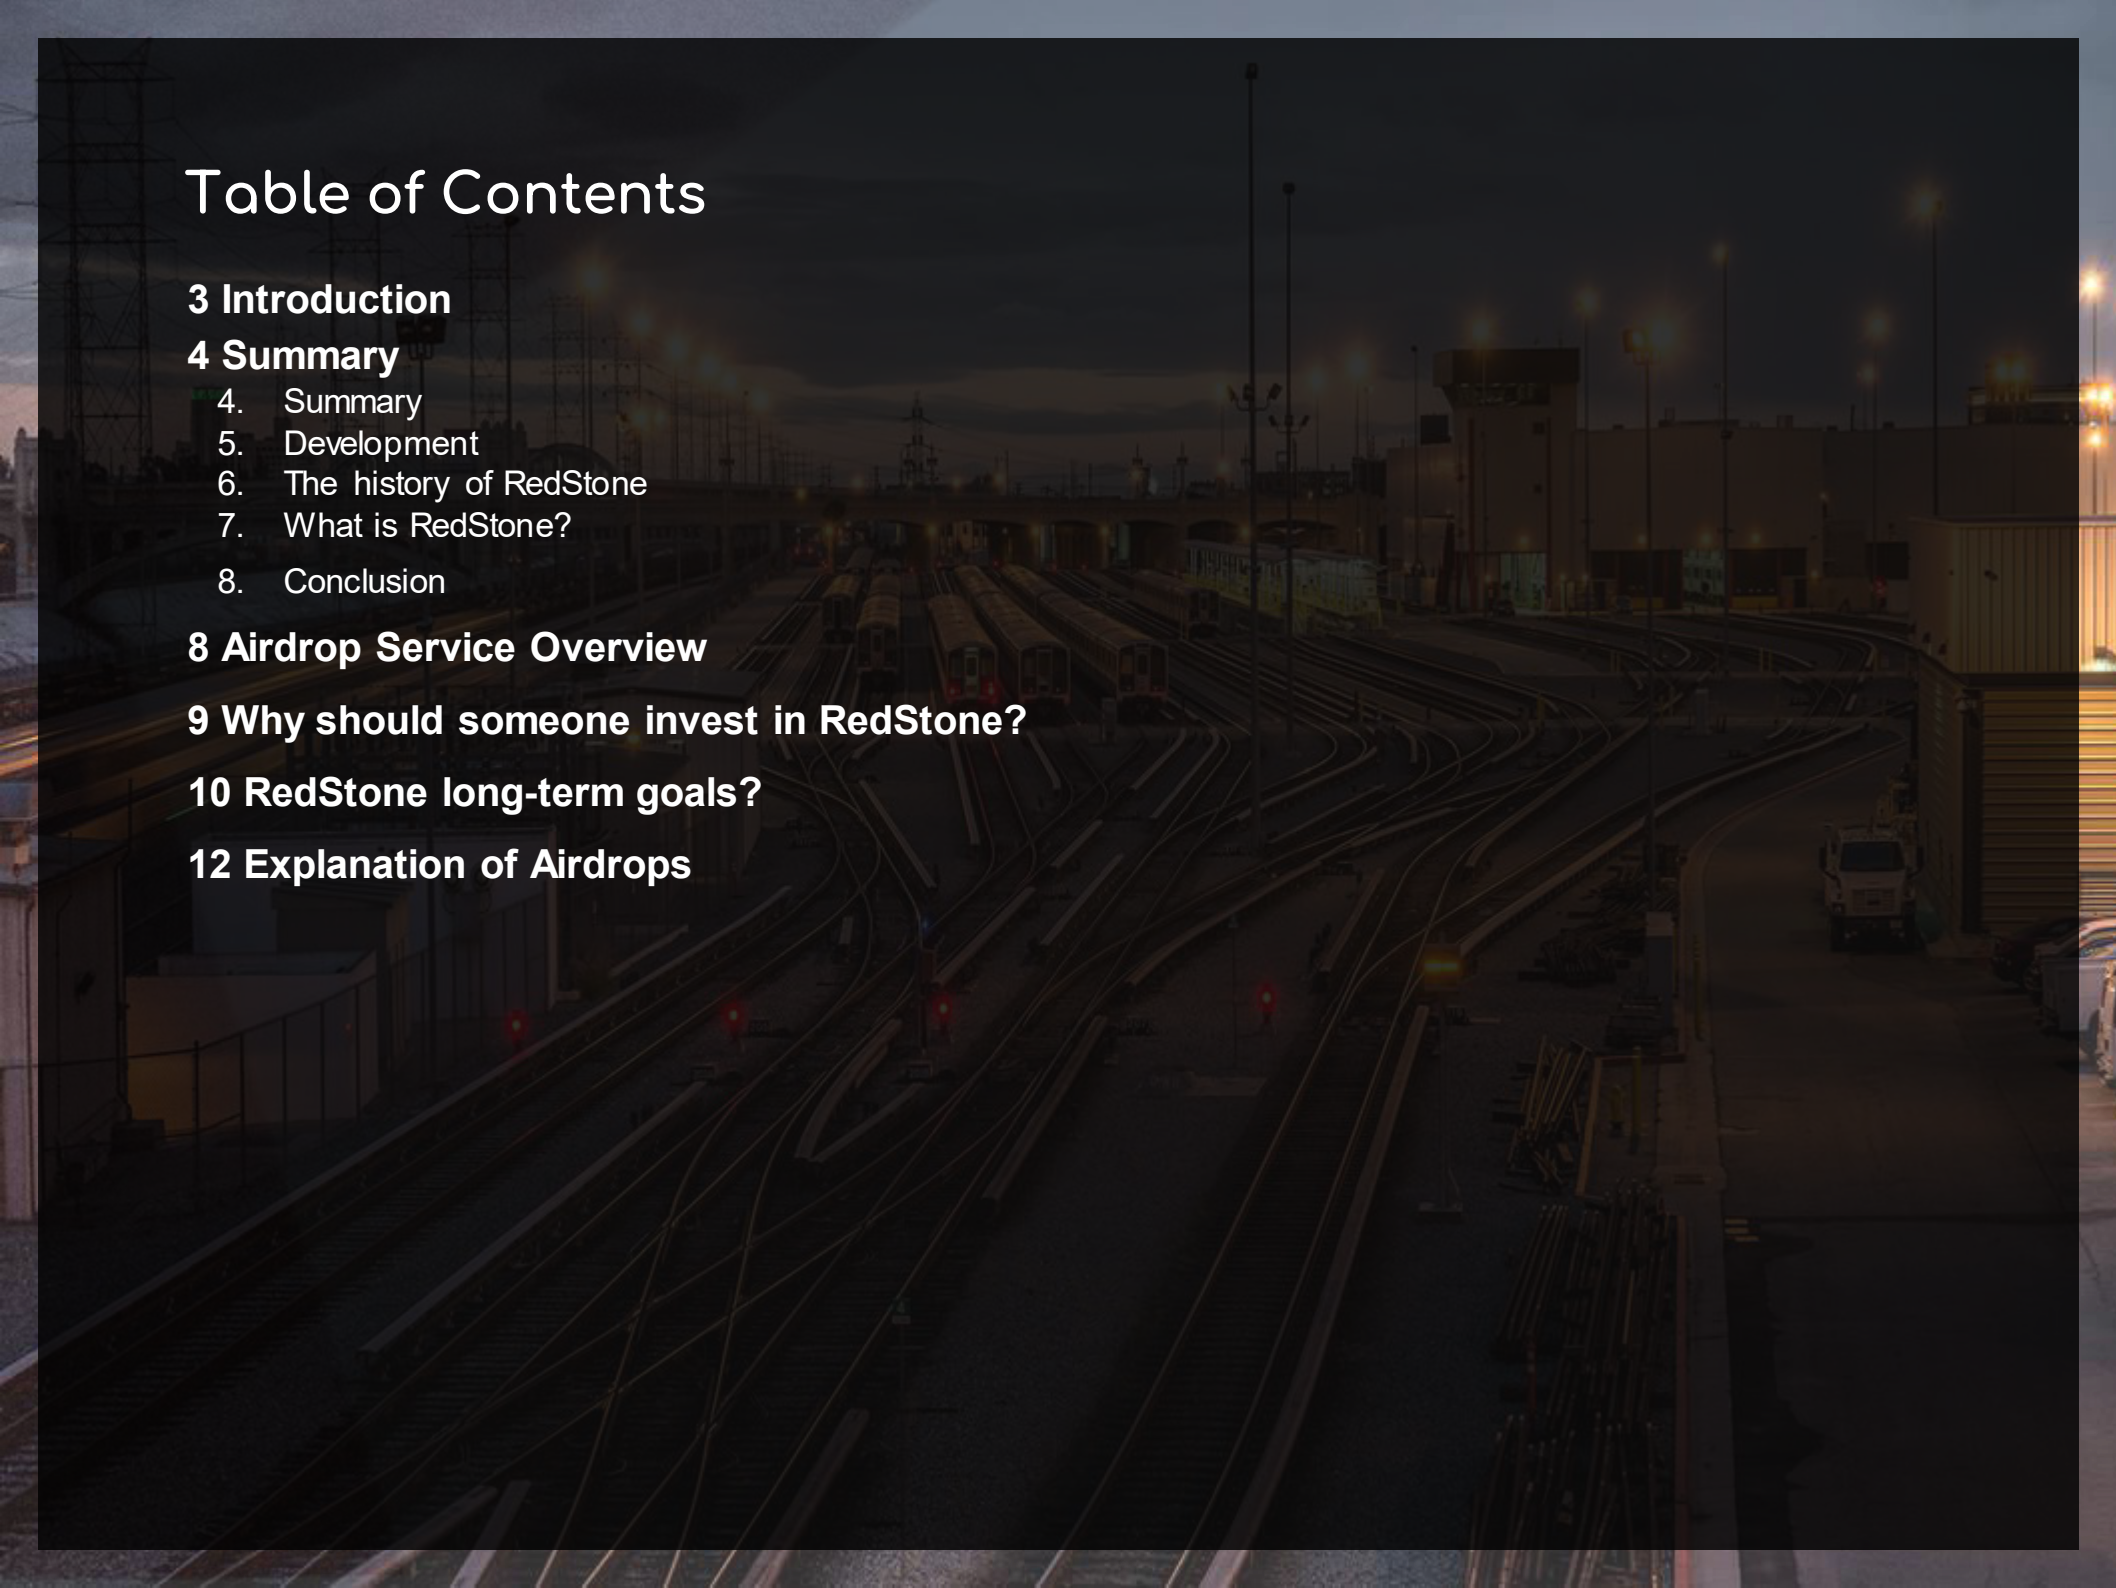 Table of Contents
3 Introduction
4 Summary
4. Summary
5. Development
6. The history of RedStone
7. What is RedStone?
8. Conclusion
8 Airdrop Service Overview
9 Why should someone invest in RedStone?
10 RedStone long-term goals?
12 Explanation of Airdrops